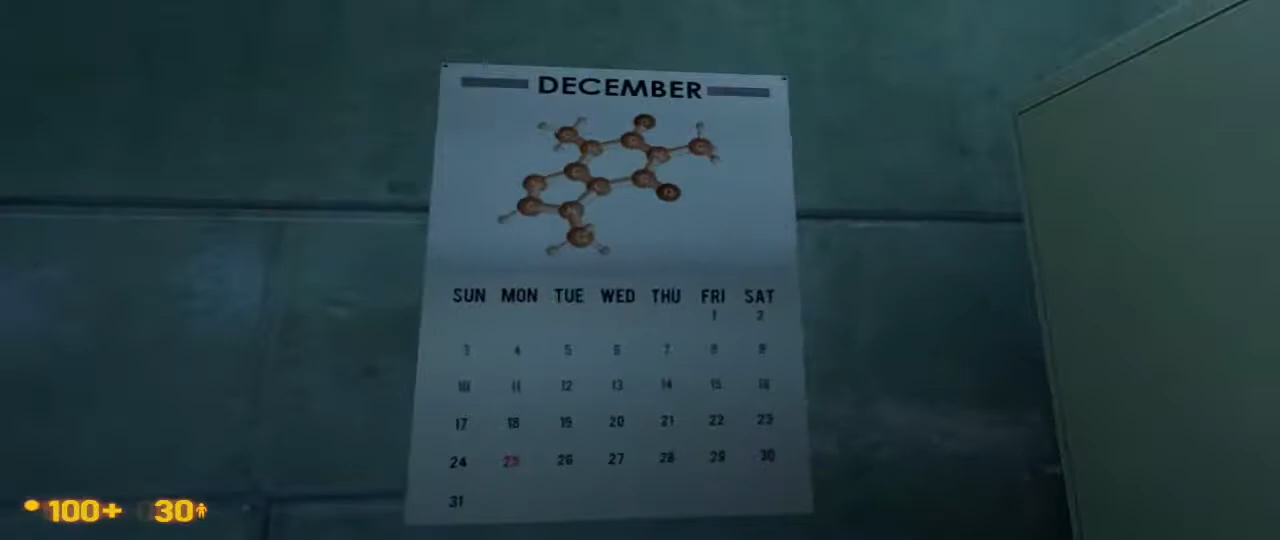 DECEMBER
SUN MON TUE WED THU FRI SAT
1 2
3 4 5 6 7 8 9
10 11 12 13 14 15 16
17 18 19 20 21 22 23
24 25 26 27 28 29 30
31
100+ 30